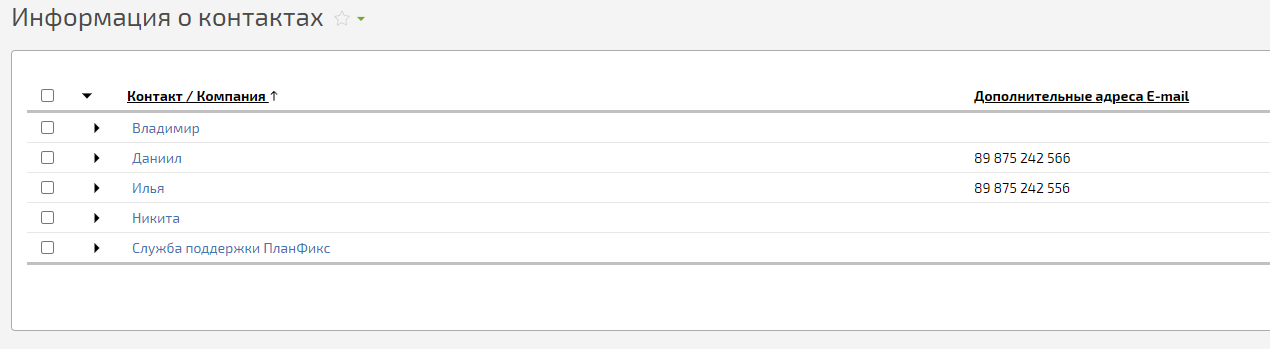 Информация о контактах
Контакт / Компания ↑ Дополнительные адреса E-mail
Владимир
Даниил 89 875 242 566
Илья 89 875 242 556
Никита
Служба поддержки ПланФикс